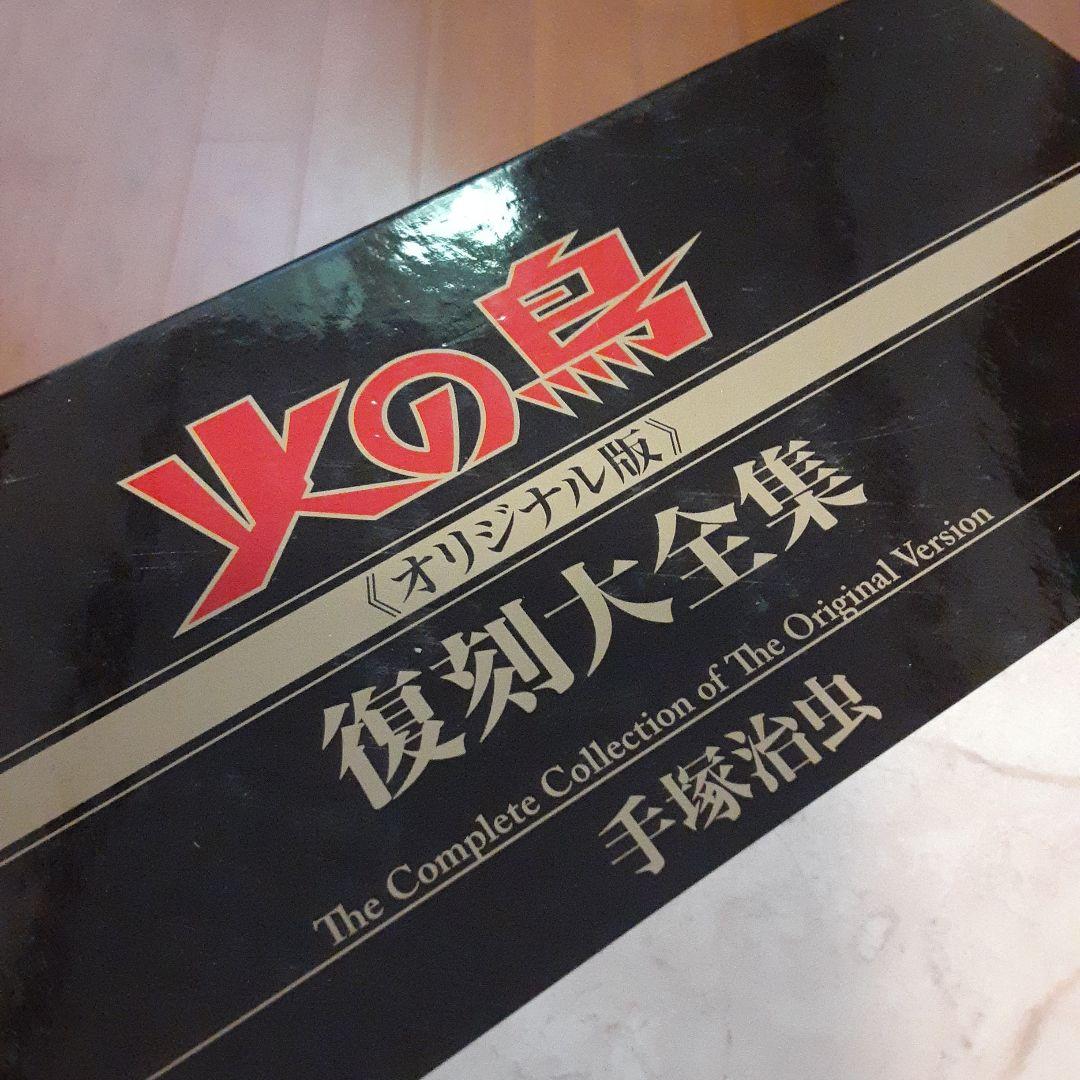 火の鳥
《オリジナル版》
復刻大全集
The Complete Collection of The Original Version
手塚治虫